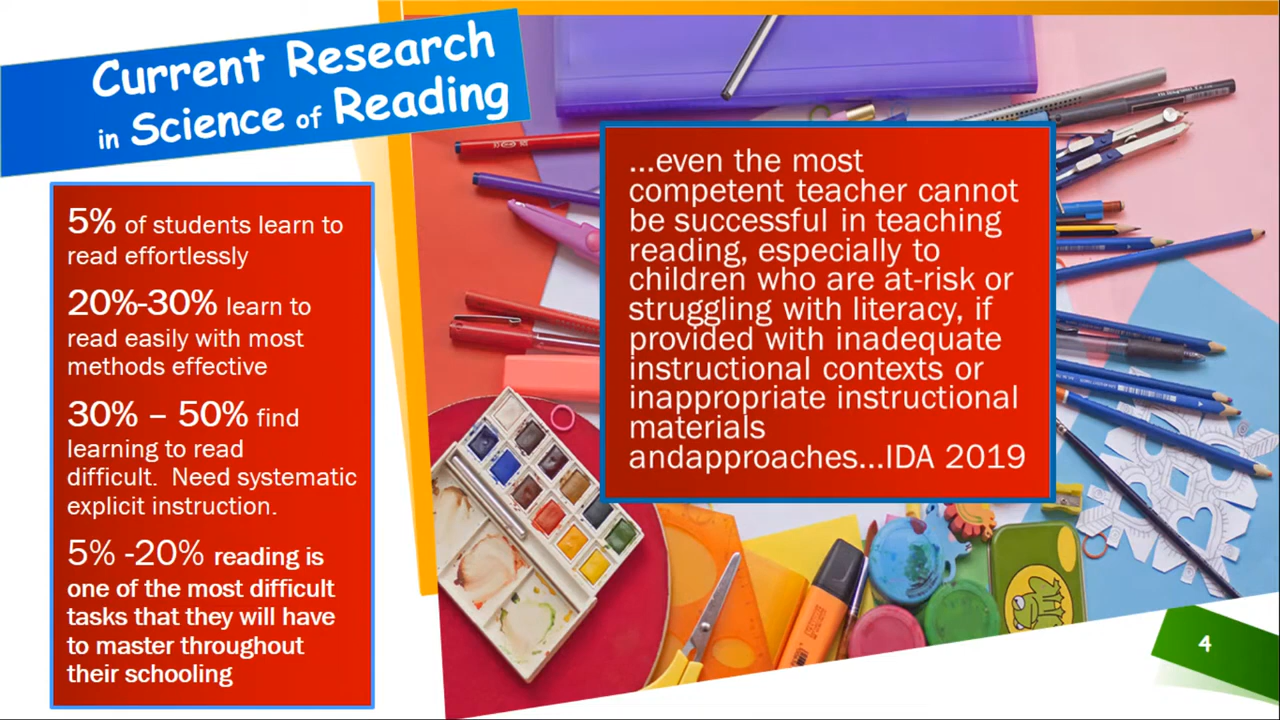 Current Research
in Science of Reading
5% of students learn to
read effortlessly
20%-30% learn to
read easily with most
methods effective
30% – 50% find
learning to read
difficult.  Need systematic
explicit instruction.
5% -20% reading is
one of the most difficult
tasks that they will have
to master throughout
their schooling
...even the most
competent teacher cannot
be successful in teaching
reading, especially to
children who are at-risk or
struggling with literacy, if
provided with inadequate
instructional contexts or
inappropriate instructional
materials
andapproaches...IDA 2019
4